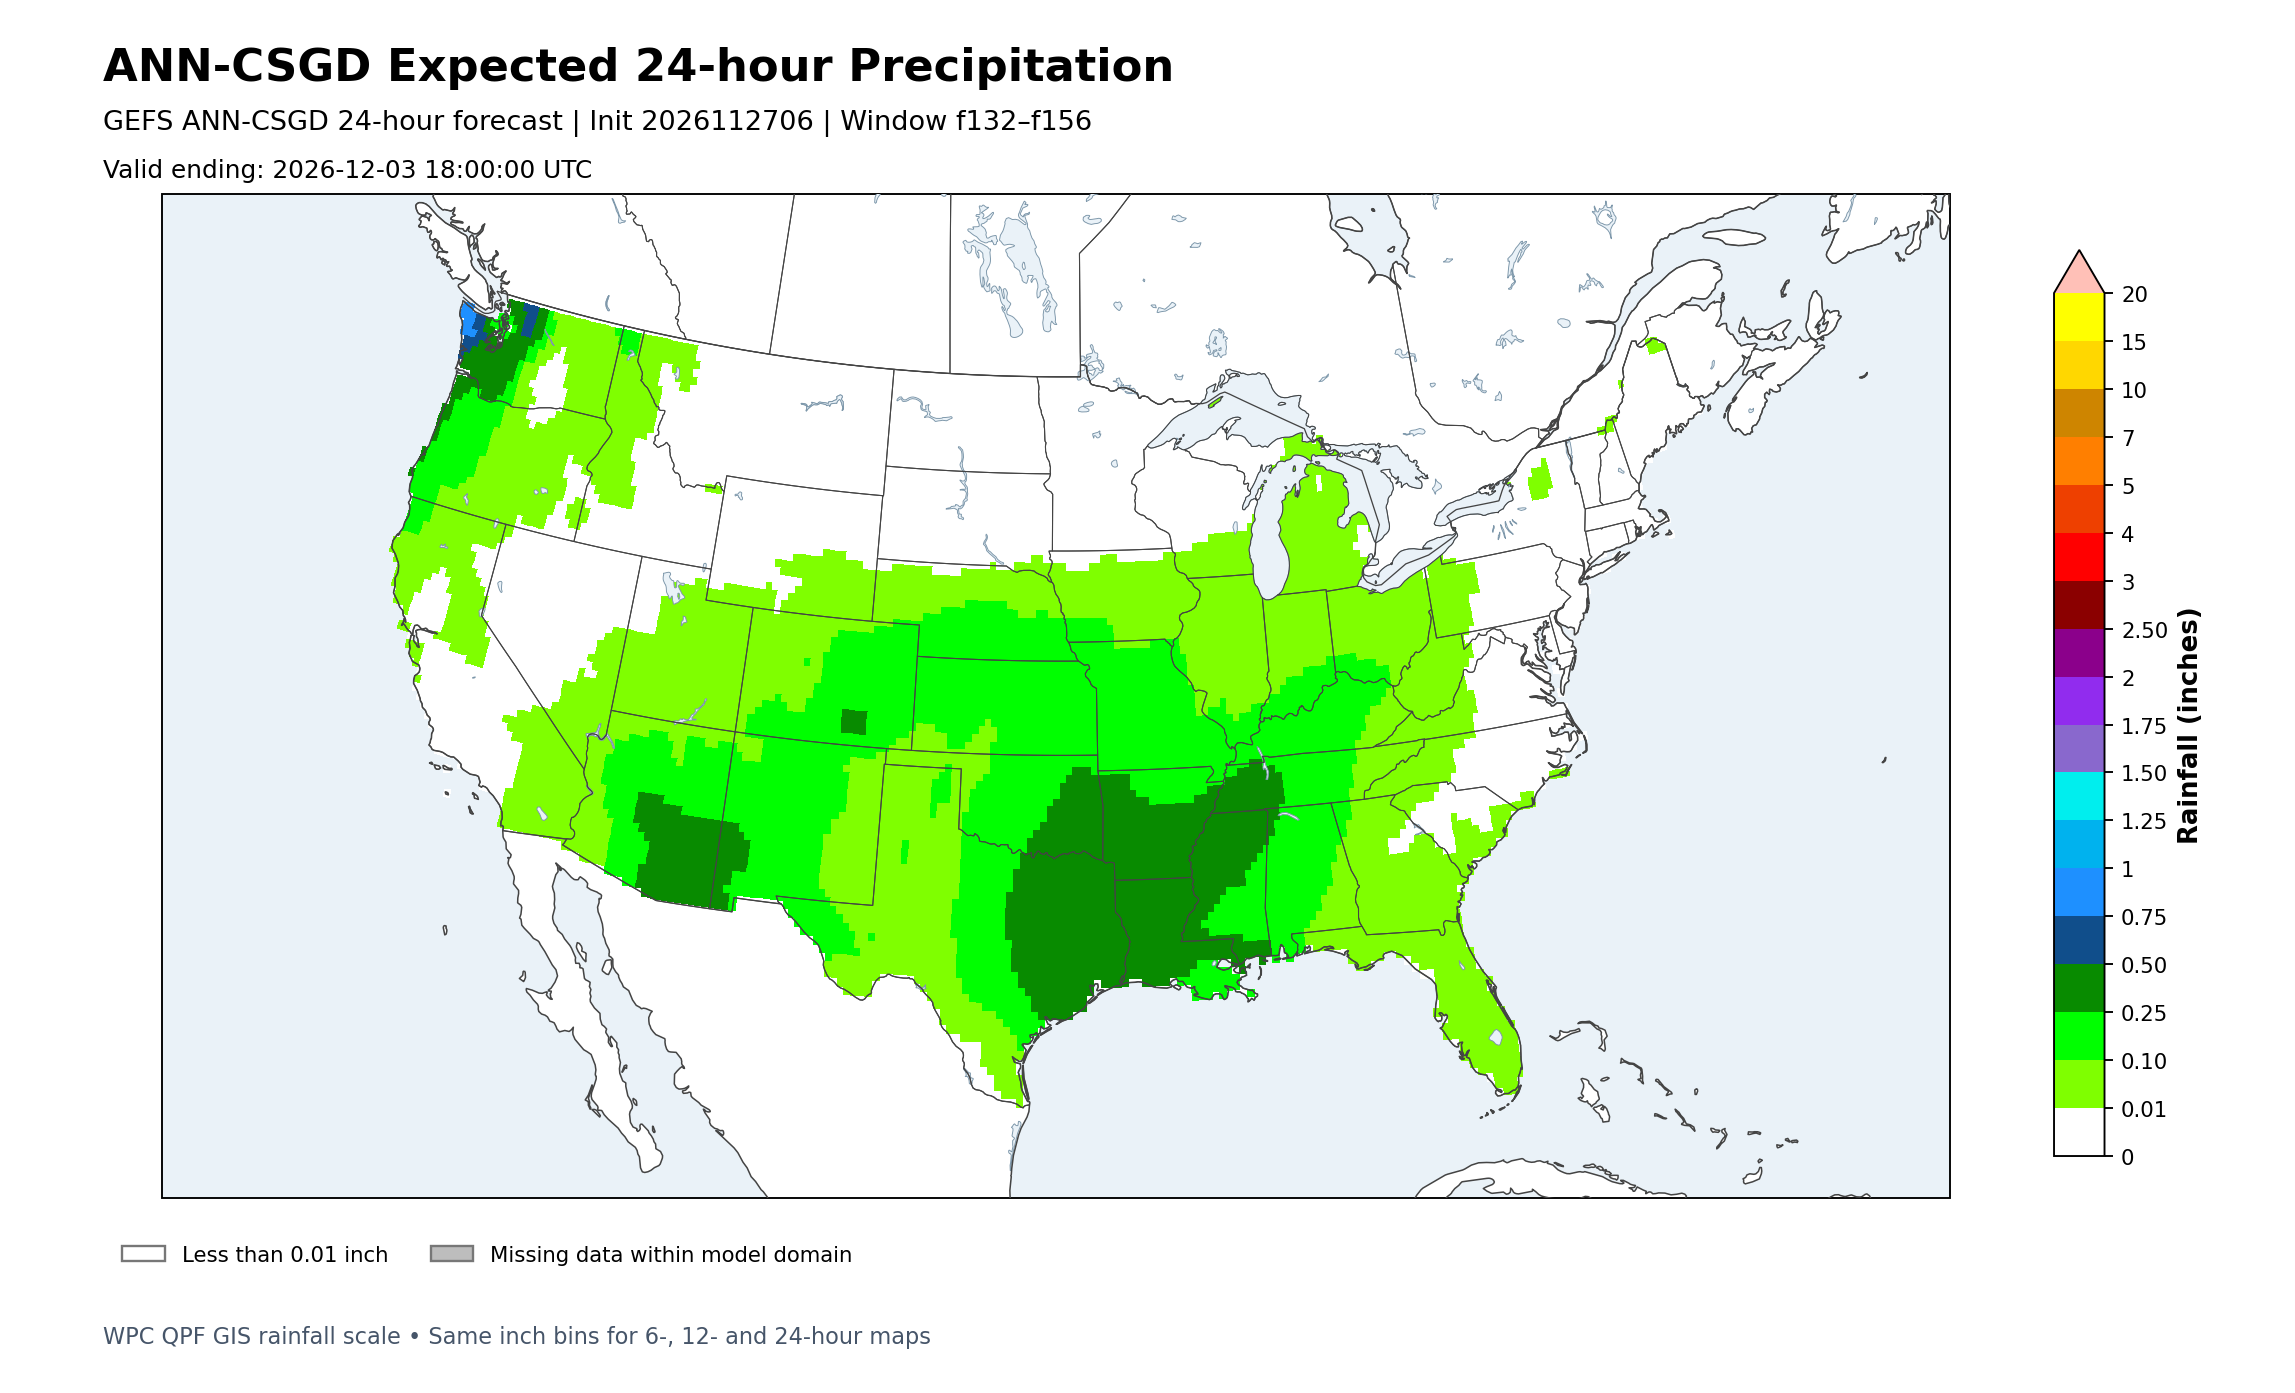 ANN-CSGD Expected 24-hour Precipitation
GEFS ANN-CSGD 24-hour forecast | Init 2026112706 | Window f132–f156
Valid ending: 2026-12-03 18:00:00 UTC
20
15
10
7
5
4
3
2.50
2
1.75
1.50
1.25
1
0.75
0.50
0.25
0.10
0.01
0
Rainfall (inches)
Less than 0.01 inch
Missing data within model domain
WPC QPF GIS rainfall scale • Same inch bins for 6-, 12- and 24-hour maps